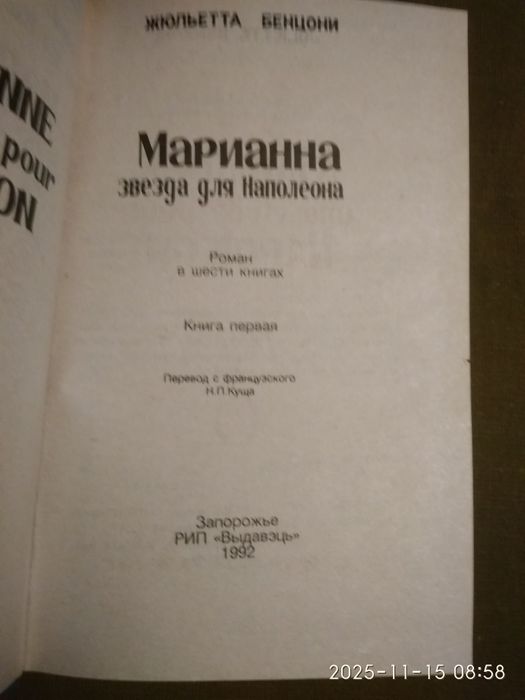 NNE
pour
ON
ЖЮЛЬЕТТА БЕНЦОНИ
Марианна
звезда для Наполеона
Роман
в шести книгах
Книга первая
Перевод с французского
Н.П.Куща
Запорожье
РИП «Выдавэць»
1992
2025-11-15 08:58